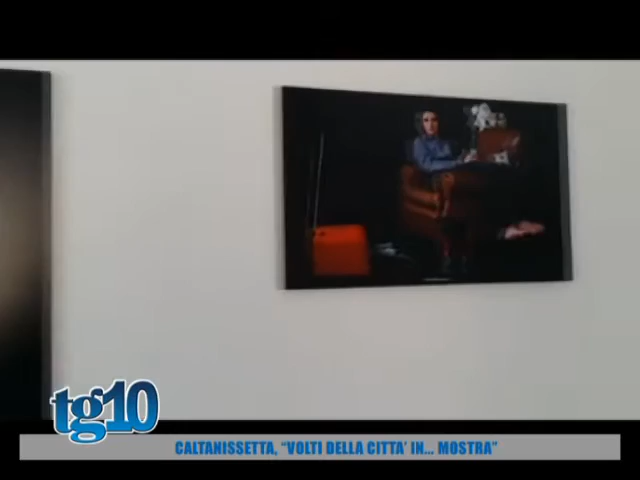 tg10
CALTANISSETTA, “VOLTI DELLA CITTA’ IN... MOSTRA”